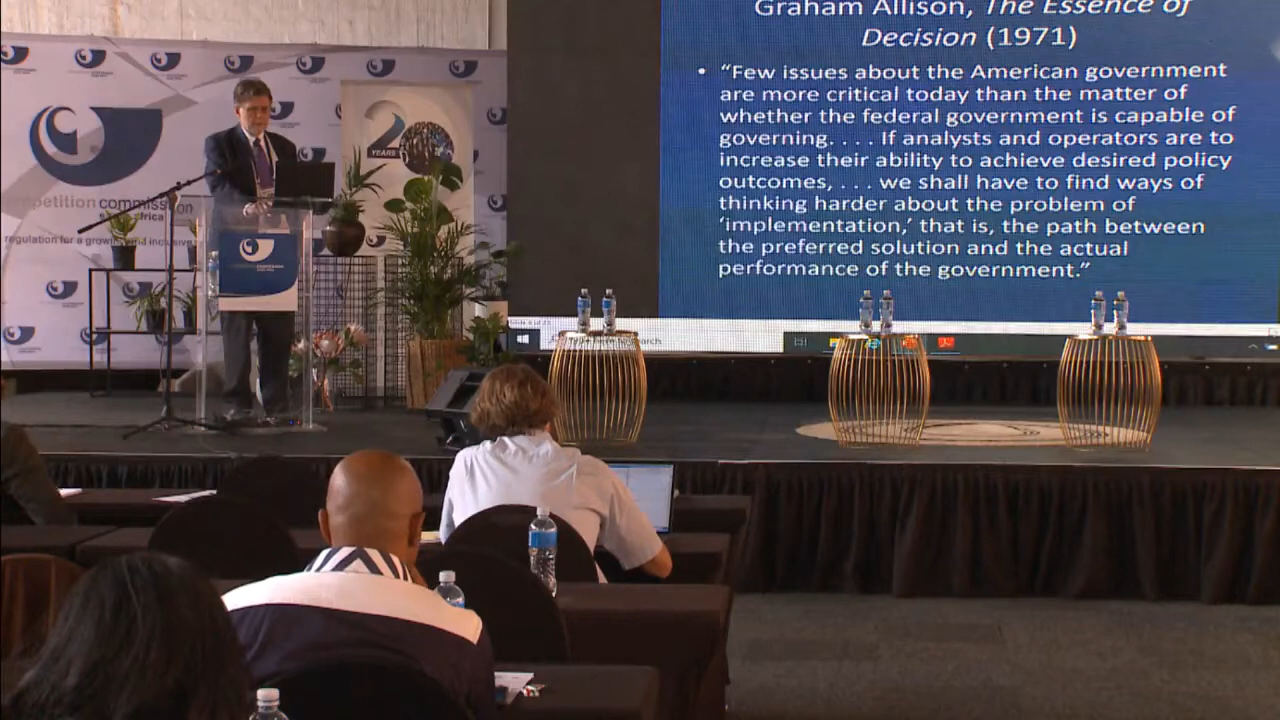 Graham Allison, The Essence of
Decision (1971)
• “Few issues about the American government
are more critical today than the matter of
whether the federal government is capable of
governing. . . . If analysts and operators are to
increase their ability to achieve desired policy
outcomes, . . . we shall have to find ways of
thinking harder about the problem of
‘implementation,’ that is, the path between
the preferred solution and the actual
performance of the government.”
20
YEARS
regulation for a growing and inclusive